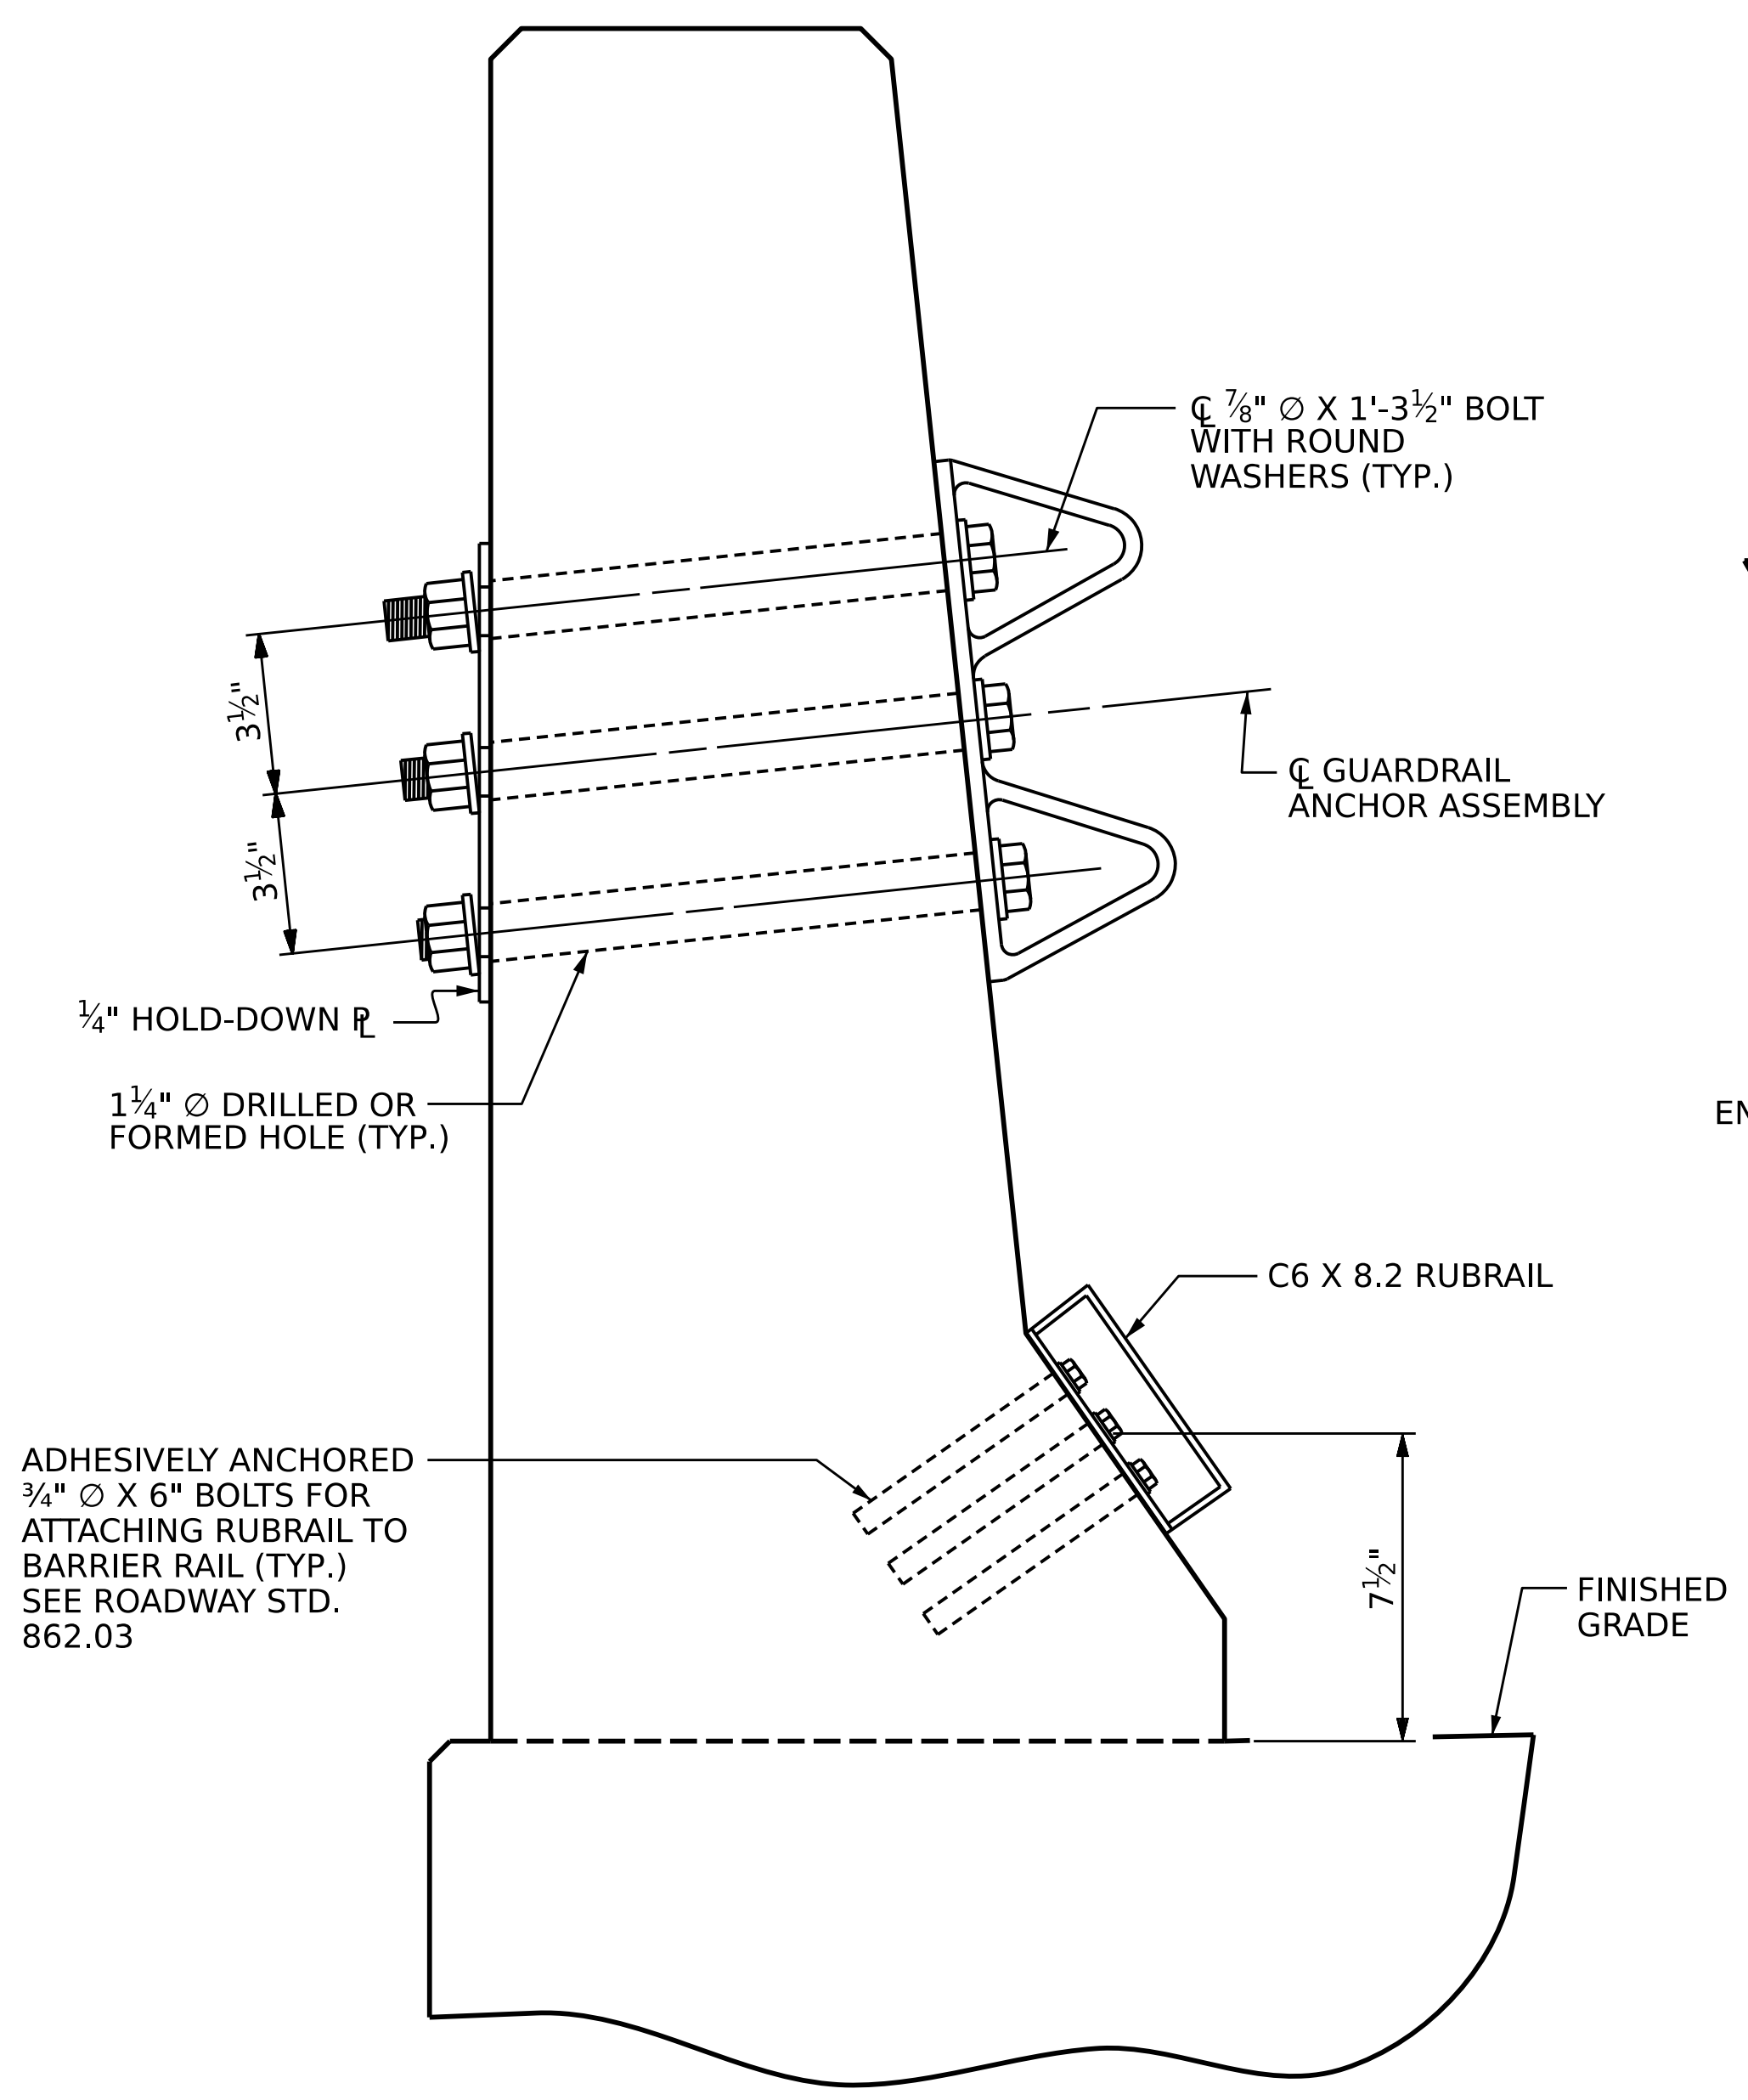 ℄ ⅞" ∅ X 1'-3½" BOLT
WITH ROUND
WASHERS (TYP.)
3½"
℄ GUARDRAIL
ANCHOR ASSEMBLY
3½"
¼" HOLD-DOWN ⅊
1¼" ∅ DRILLED OR
FORMED HOLE (TYP.)
EN
C6 X 8.2 RUBRAIL
ADHESIVELY ANCHORED
¾" ∅ X 6" BOLTS FOR
ATTACHING RUBRAIL TO
BARRIER RAIL (TYP.)
SEE ROADWAY STD.
862.03
7½"
FINISHED
GRADE